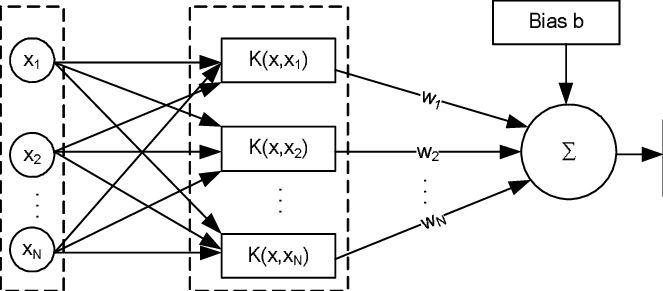 Bias b
x1
K(x,x1)
w1
x2
K(x,x2)
w2
Σ
⋮
⋮
⋮
xN
K(x,xN)
wN